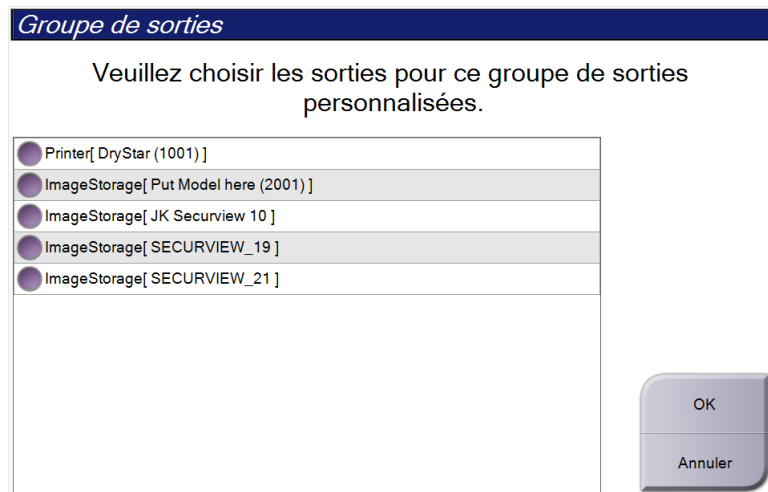 Groupe de sorties
Veuillez choisir les sorties pour ce groupe de sorties
personnalisées.
Printer[ DryStar (1001) ]
ImageStorage[ Put Model here (2001) ]
ImageStorage[ JK Securview 10 ]
ImageStorage[ SECURVIEW_19 ]
ImageStorage[ SECURVIEW_21 ]
OK
Annuler